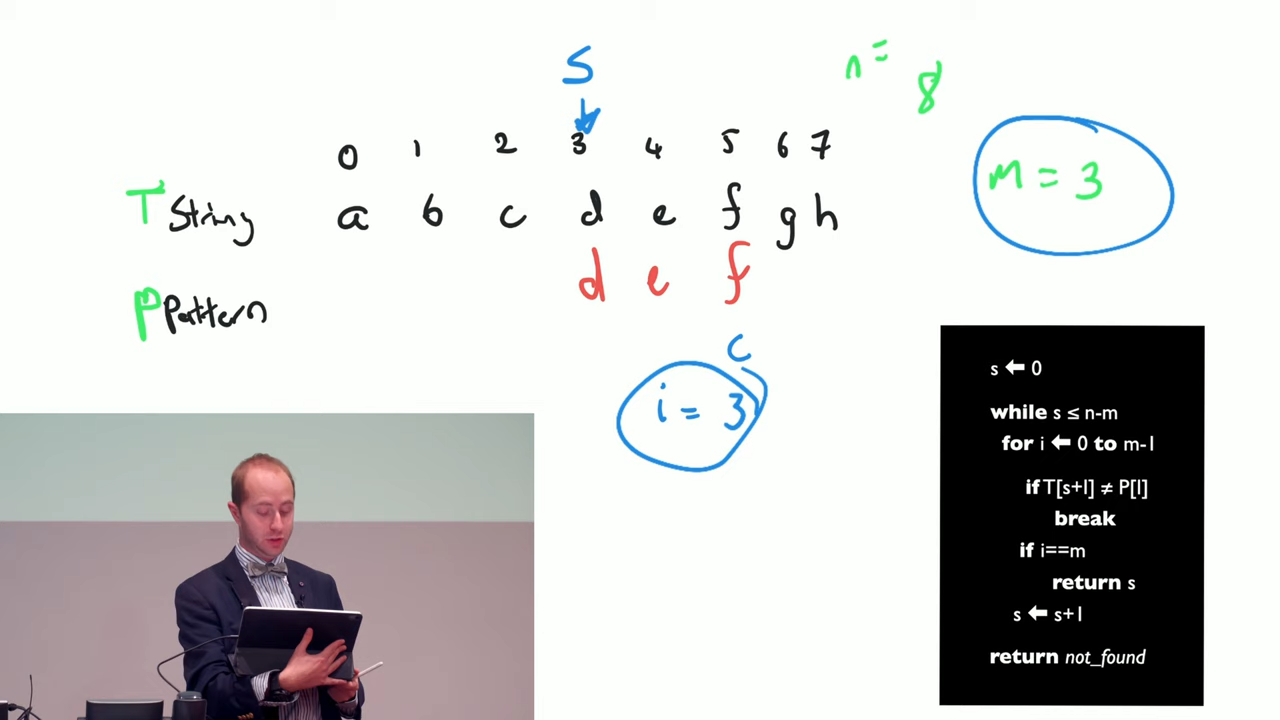 S
n = 8
0 1 2 3 4 5 6 7
m = 3
T String a b c d e f g h
d e f
P Pattern
c
i = 3
s ⬅ 0
while s ≤ n-m
for i ⬅ 0 to m-1
if T[s+I] ≠ P[I]
break
if i==m
return s
s ⬅ s+1
return not_found